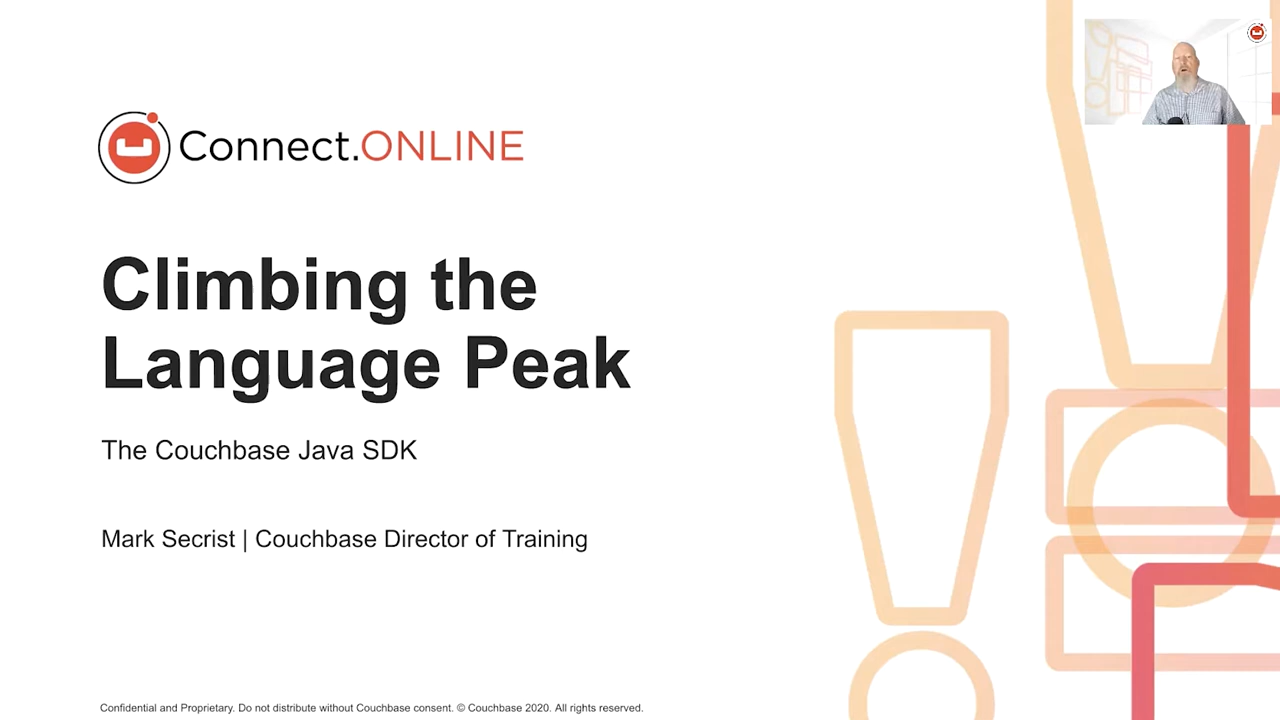 Connect.ONLINE
Climbing the
Language Peak
The Couchbase Java SDK
Mark Secrist | Couchbase Director of Training
Confidential and Proprietary. Do not distribute without Couchbase consent. © Couchbase 2020. All rights reserved.